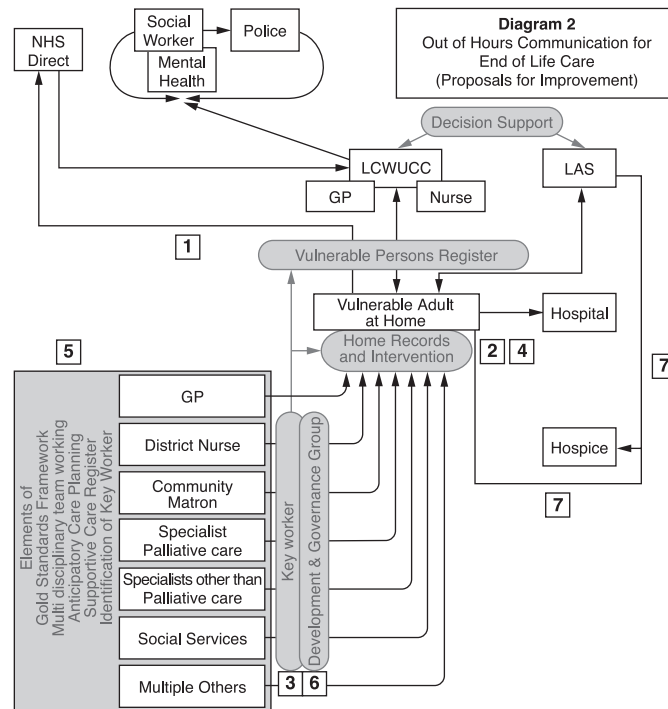 Diagram 2
Out of Hours Communication for
End of Life Care
(Proposals for Improvement)
NHS
Direct
Social
Worker
Police
Mental
Health
Decision Support
LCWUCC
GP
Nurse
LAS
1
Vulnerable Persons Register
Vulnerable Adult
at Home
Hospital
Home Records
and Intervention
2
4
7
5
Elements of
Gold Standards Framework
Multi disciplinary team working
Anticipatory Care Planning
Supportive Care Register
Identification of Key Worker
GP
District Nurse
Community
Matron
Specialist
Palliative care
Specialists other than
Palliative care
Social Services
Multiple Others
Key worker
Development & Governance Group
3
6
Hospice
7